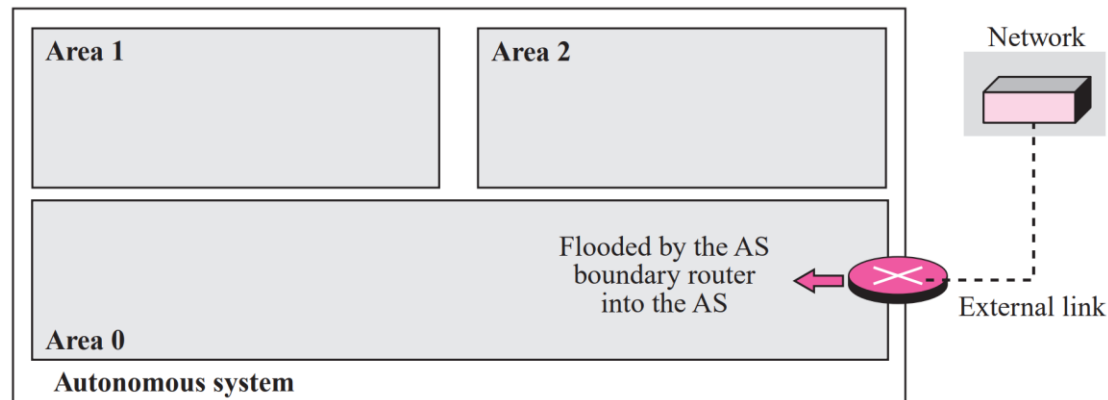 Area 1
Area 2
Network
Flooded by the AS
boundary router
into the AS
External link
Area 0
Autonomous system